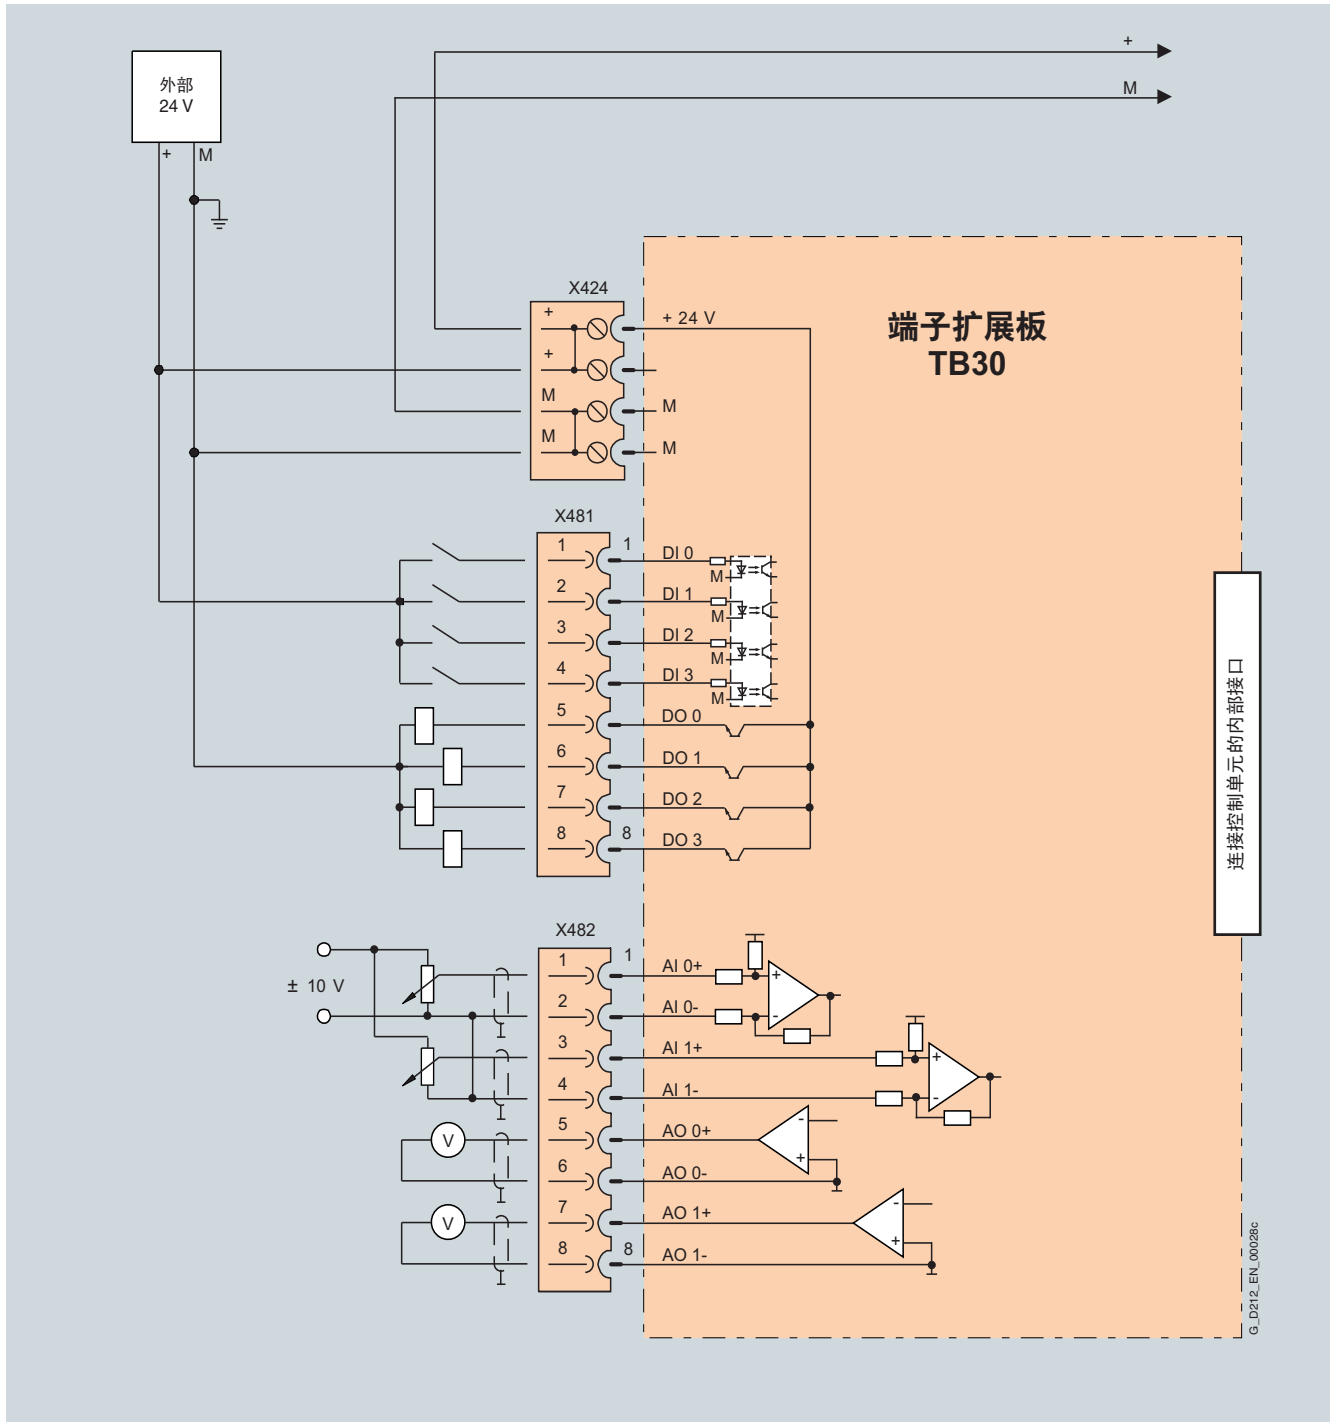 +
M
外部
24 V
+
M
X424
+
+
M
M
+ 24 V
M
M
端子扩展板
TB30
X481
1
2
3
4
5
6
7
8
1
8
DI 0
M
DI 1
M
DI 2
M
DI 3
M
DO 0
DO 1
DO 2
DO 3
连接控制单元的内部接口
X482
± 10 V
1
2
3
4
5
6
7
8
1
8
V
V
AI 0+
AI 0-
AI 1+
AI 1-
AO 0+
AO 0-
AO 1+
AO 1-
+
-
+
-
-
+
-
+
G_D212_EN_00028c